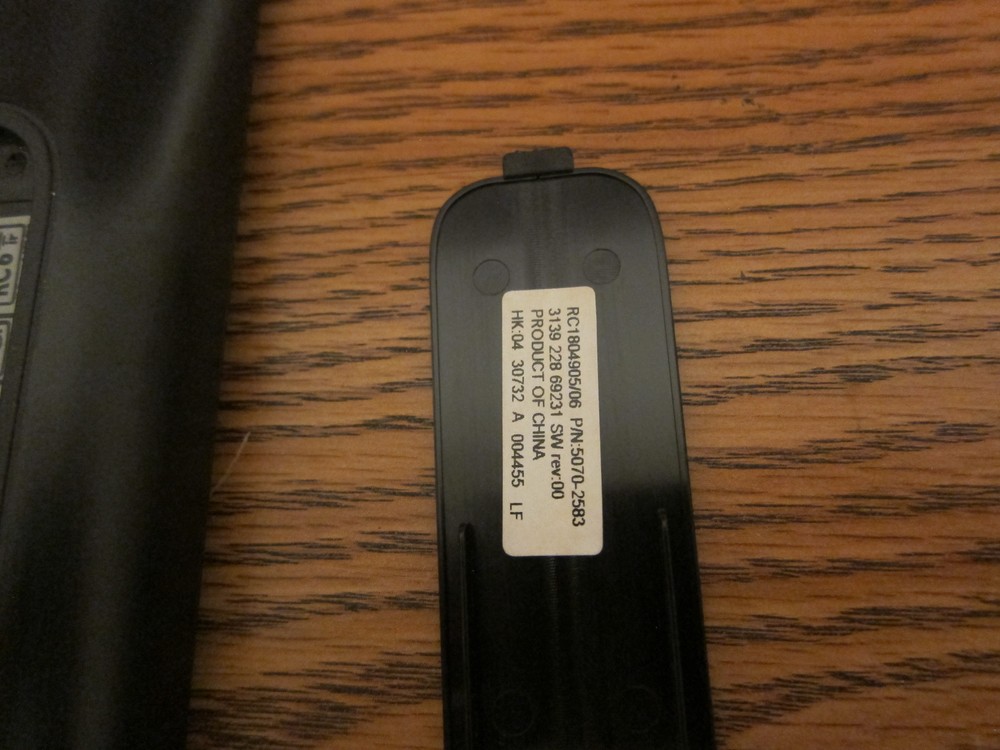 RC1804905/06 P/N:5070-2583
3139 228 69231 SW rev:00
PRODUCT OF CHINA
HK:04 30732 A 004455 LF